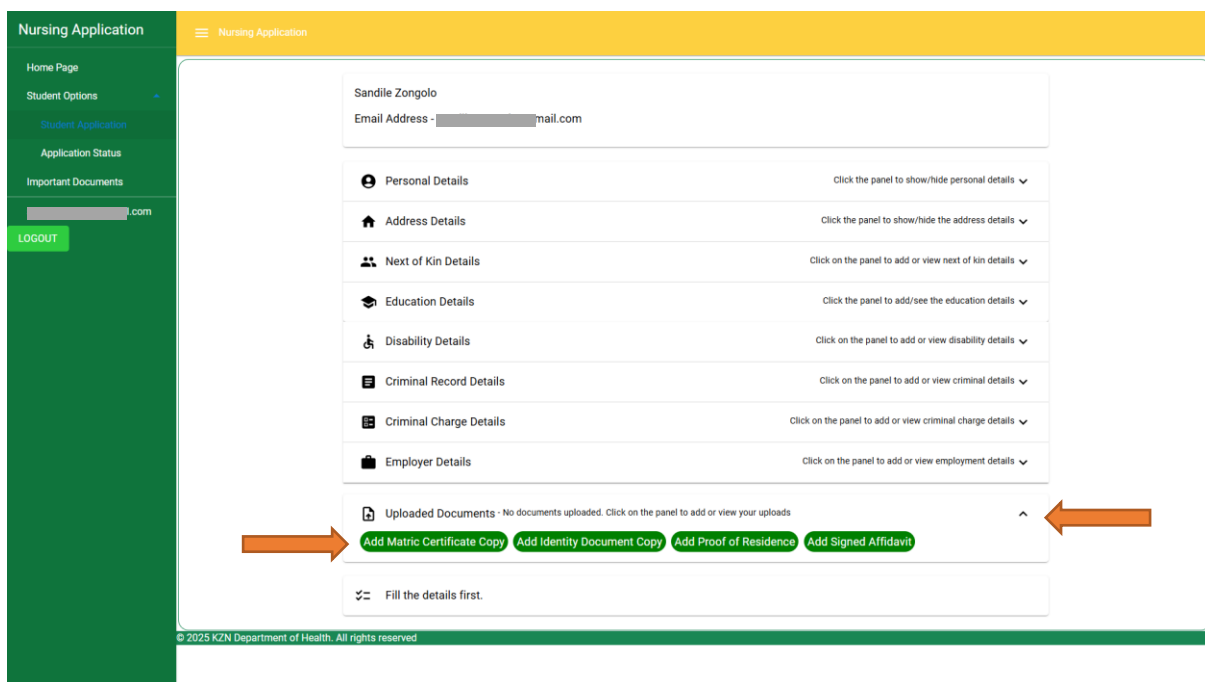 Nursing Application
Nursing Application
Home Page
Student Options
Student Application
Application Status
Important Documents
.com
LOGOUT
Sandile Zongolo
Email Address - mail.com
Personal Details Click the panel to show/hide personal details
Address Details Click the panel to show/hide the address details
Next of Kin Details Click on the panel to add or view next of kin details
Education Details Click the panel to add/see the education details
Disability Details Click on the panel to add or view disability details
Criminal Record Details Click on the panel to add or view criminal details
Criminal Charge Details Click on the panel to add or view criminal charge details
Employer Details Click on the panel to add or view employment details
Uploaded Documents - No documents uploaded. Click on the panel to add or view your uploads
Add Matric Certificate Copy Add Identity Document Copy Add Proof of Residence Add Signed Affidavit
Fill the details first.
© 2025 KZN Department of Health. All rights reserved